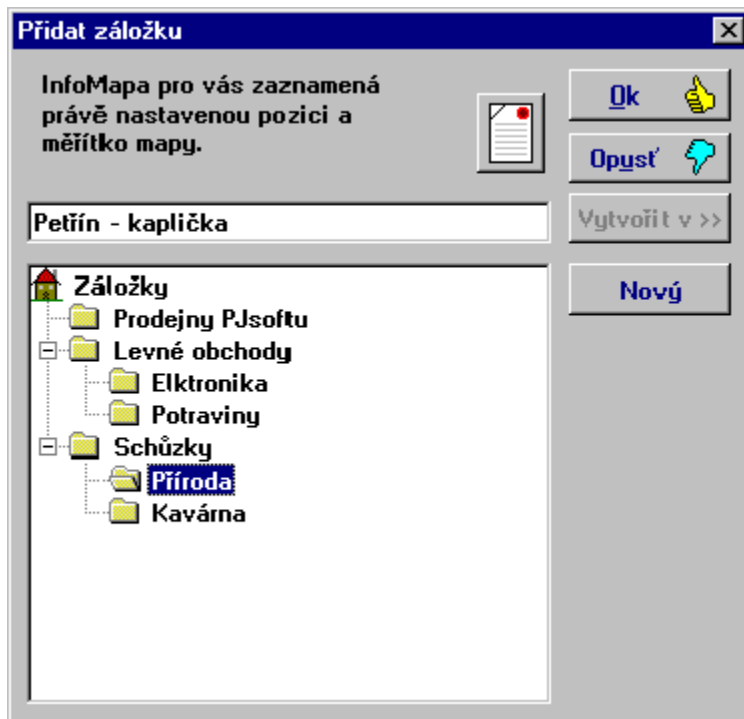 Přidat záložku
InfoMapa pro vás zaznamená
právě nastavenou pozici a
měřítko mapy.
Ok
Opusť
Petřín - kaplička
Vytvořit v >>
Nový
Záložky
Prodejny PJsoftu
Levné obchody
Elktronika
Potraviny
Schůzky
Příroda
Kavárna